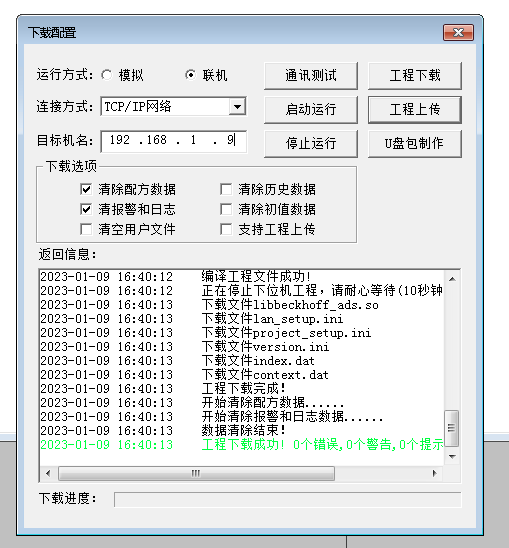 下载配置
运行方式: 模拟 联机 通讯测试 工程下载
连接方式: TCP/IP网络 启动运行 工程上传
目标机名: 192 .168 . 1 . 9 停止运行 U盘包制作
下载选项
清除配方数据 清除历史数据
清报警和日志 清除初值数据
清空用户文件 支持工程上传
返回信息:
2023-01-09 16:40:12 编译工程文件成功!
2023-01-09 16:40:12 正在停止下位机工程，请耐心等待(10秒钟
2023-01-09 16:40:13 下载文件libbeckhoff_ads.so
2023-01-09 16:40:13 下载文件lan_setup.ini
2023-01-09 16:40:13 下载文件project_setup.ini
2023-01-09 16:40:13 下载文件version.ini
2023-01-09 16:40:13 下载文件index.dat
2023-01-09 16:40:13 下载文件context.dat
2023-01-09 16:40:13 工程下载完成!
2023-01-09 16:40:13 开始清除配方数据......
2023-01-09 16:40:13 开始清除报警和日志数据......
2023-01-09 16:40:13 数据清除结束!
2023-01-09 16:40:13 工程下载成功! 0个错误,0个警告,0个提示
下载进度: